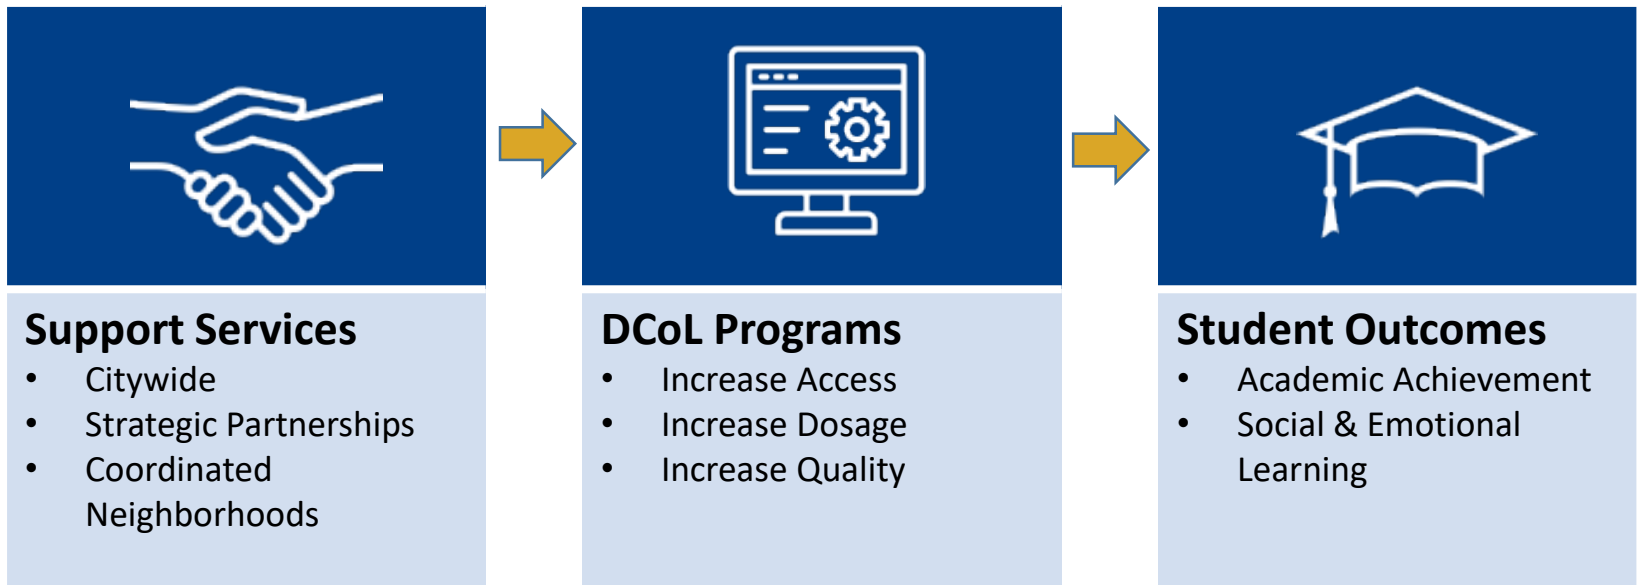 Support Services
• Citywide
• Strategic Partnerships
• Coordinated
Neighborhoods
DCoL Programs
• Increase Access
• Increase Dosage
• Increase Quality
Student Outcomes
• Academic Achievement
• Social & Emotional
Learning